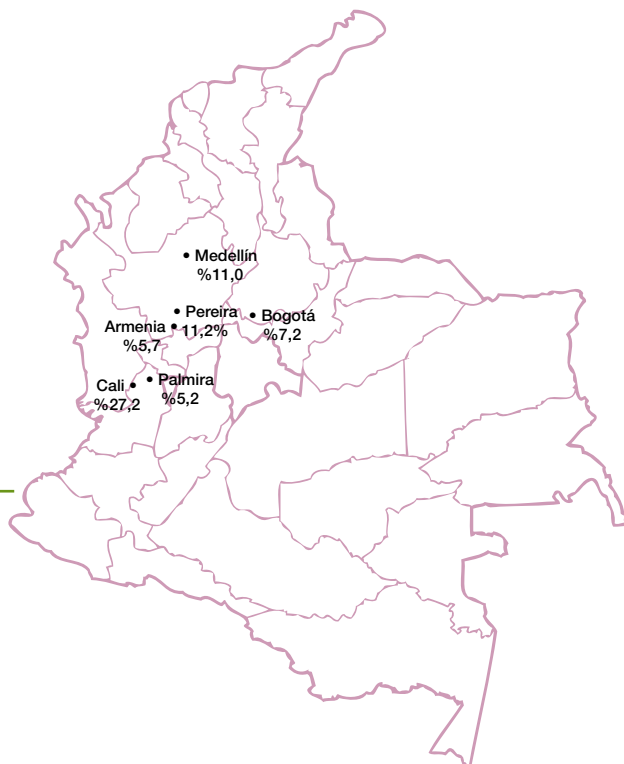 Medellín
%11,0
Pereira
11,2%
Armenia
%5,7
Bogotá
%7,2
Cali
%27,2
Palmira
%5,2